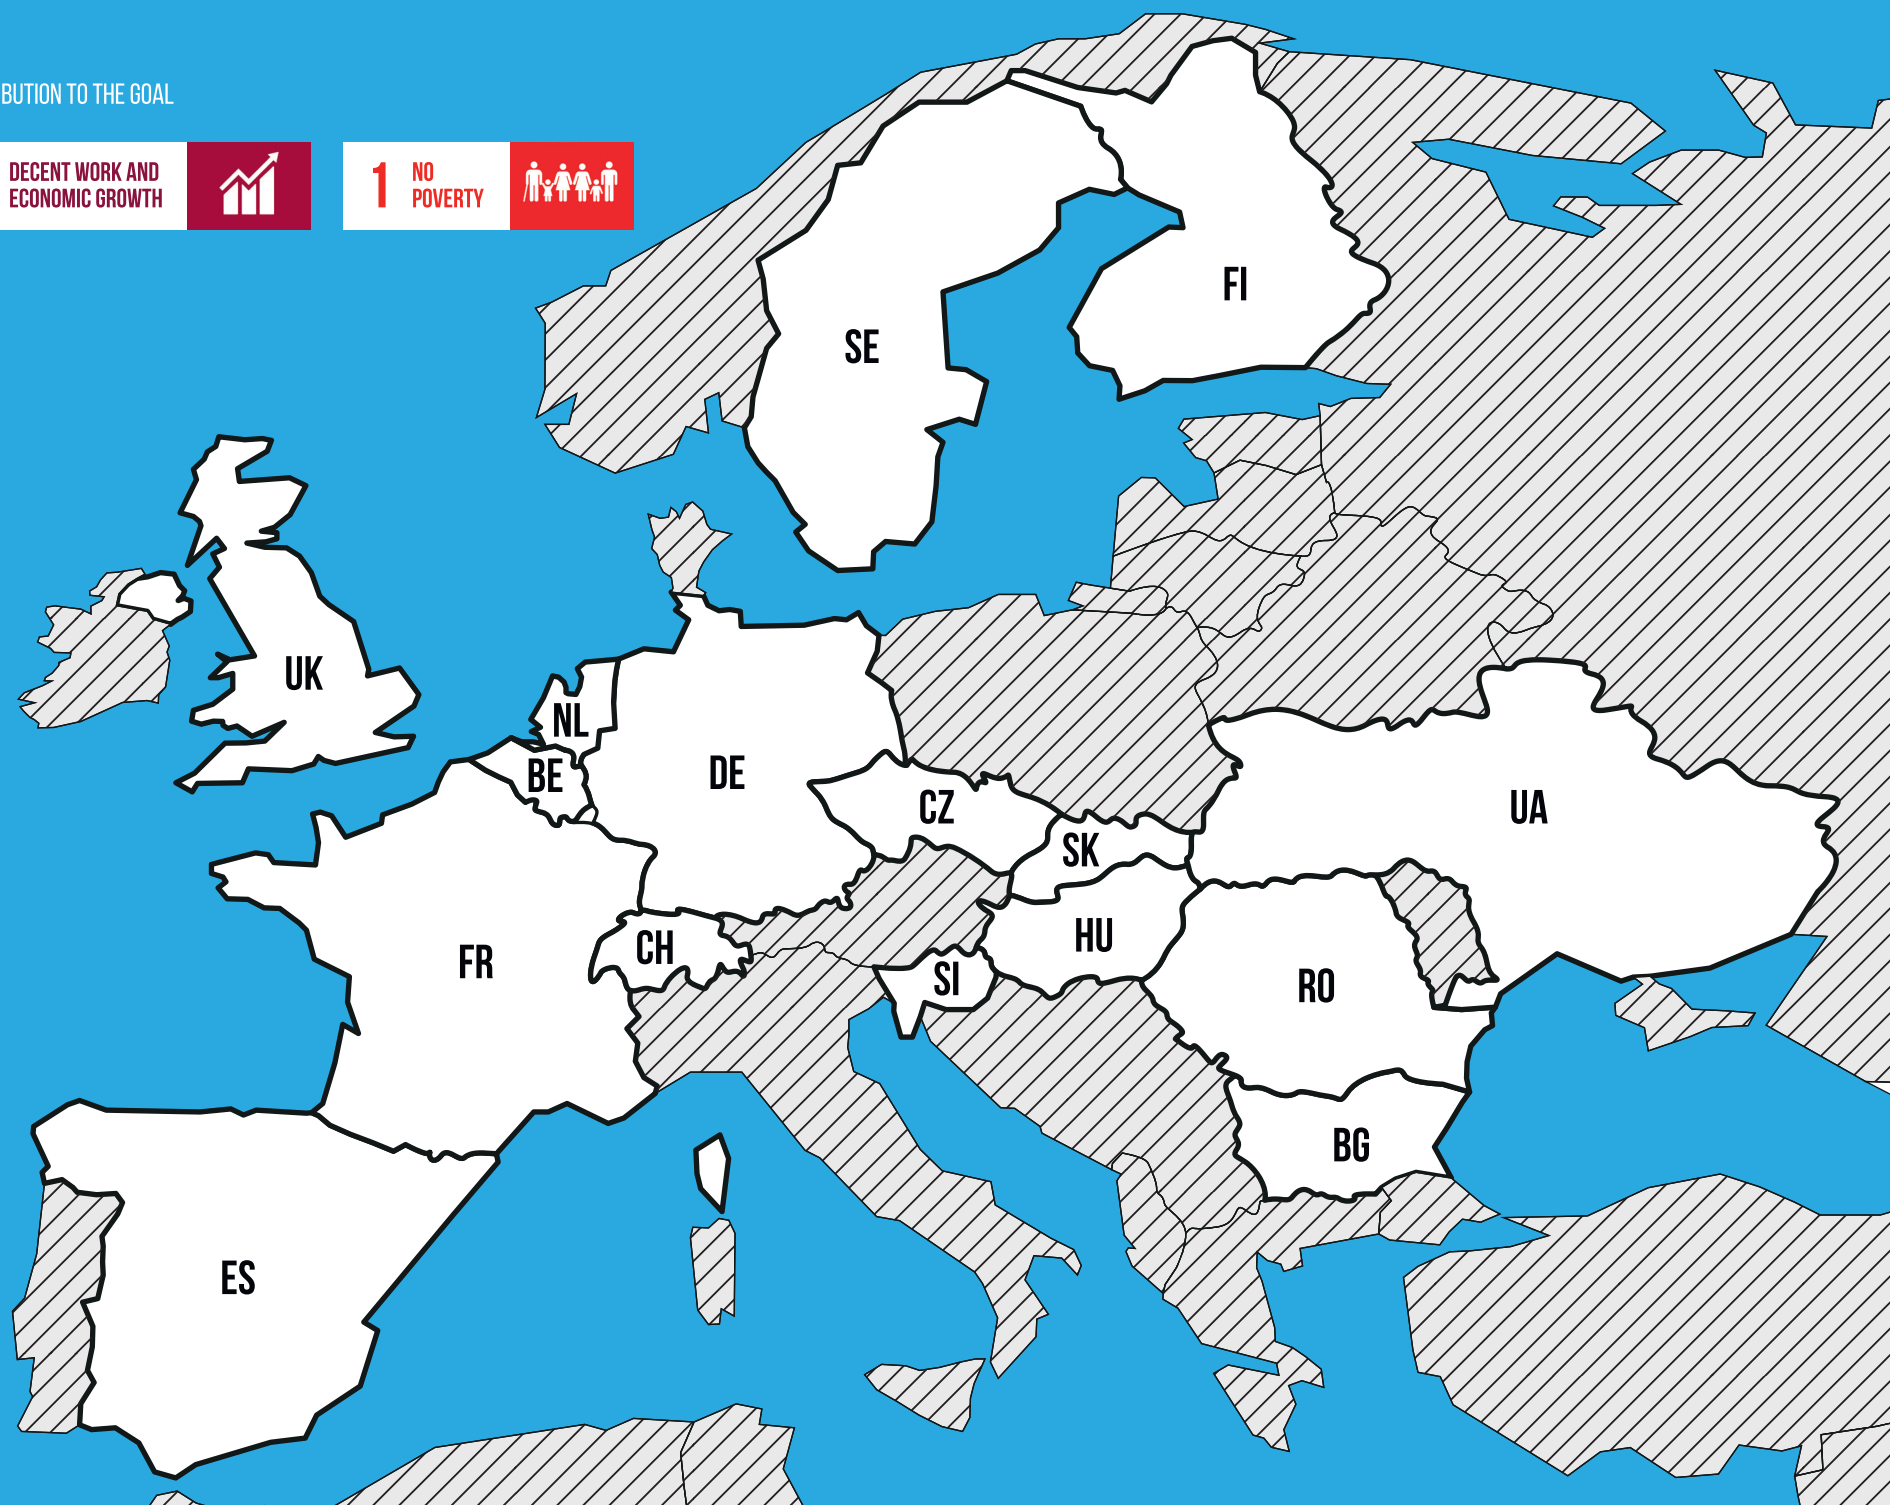 BUTION TO THE GOAL
DECENT WORK AND
ECONOMIC GROWTH
1
NO
POVERTY
FI
SE
UK
NL
BE
DE
CZ
SK
UA
FR
CH
HU
SI
RO
BG
ES